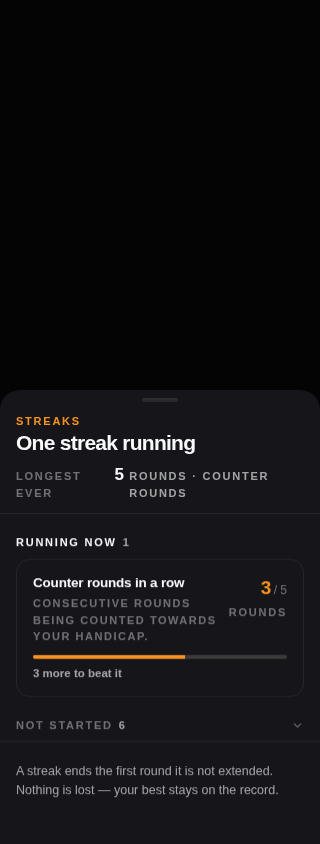 STREAKS
One streak running
LONGEST EVER
5 ROUNDS · COUNTER ROUNDS
RUNNING NOW 1
Counter rounds in a row
CONSECUTIVE ROUNDS
BEING COUNTED TOWARDS
YOUR HANDICAP.
3 / 5
ROUNDS
3 more to beat it
NOT STARTED 6
A streak ends the first round it is not extended.
Nothing is lost — your best stays on the record.